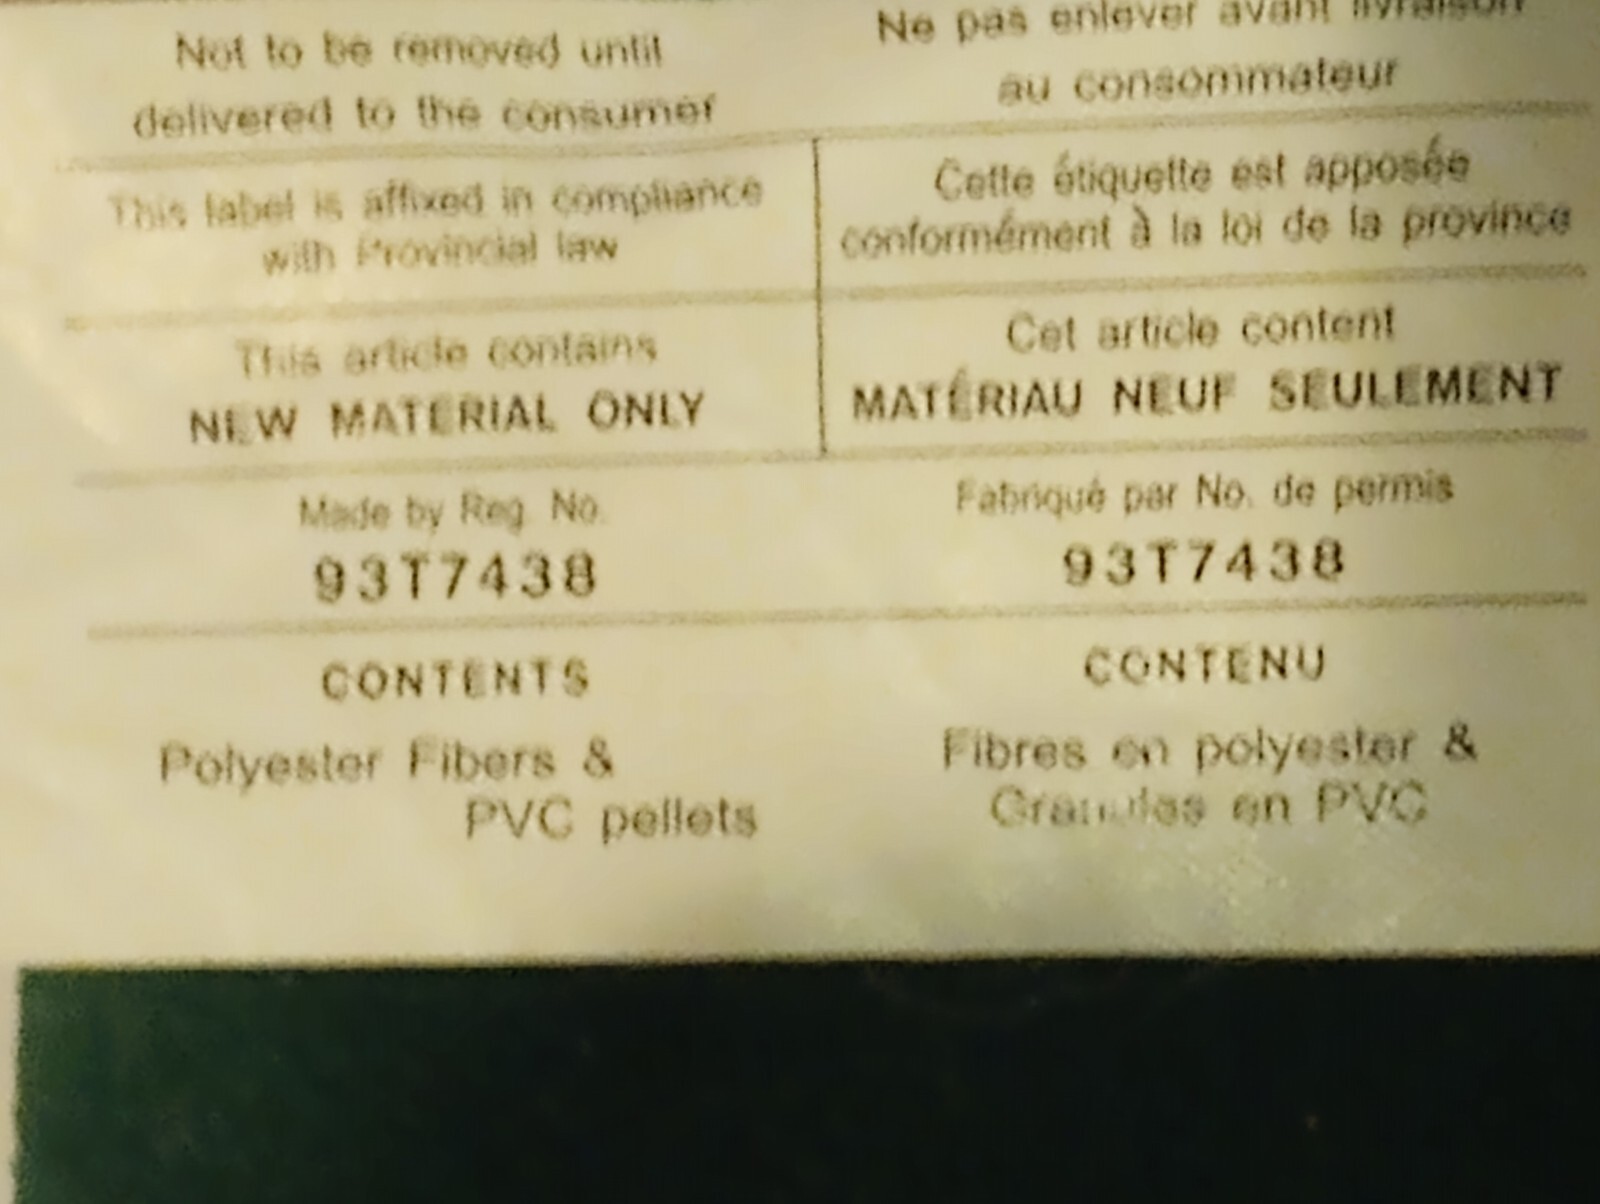 Not to be removed until
delivered to the consumer
Ne pas enlever avant livraison
au consommateur
This label is affixed in compliance
with Provincial law
Cette étiquette est apposée
conformément à la loi de la province
This article contains
NEW MATERIAL ONLY
Cet article content
MATÉRIAU NEUF SEULEMENT
Made by Reg. No.
93T7438
Fabriqué par No. de permis
93T7438
CONTENTS
Polyester Fibers &
PVC pellets
CONTENU
Fibres en polyester &
Granules en PVC